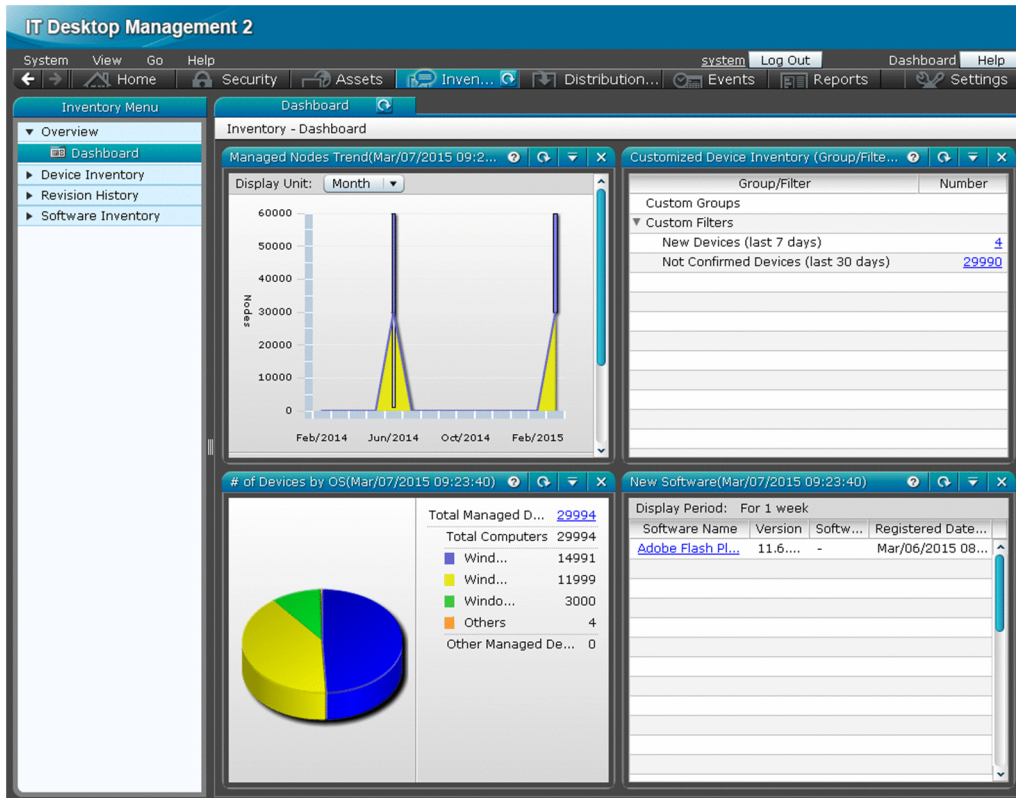 IT Desktop Management 2
System View Go Help system Log Out Dashboard Help
Home Security Assets Inven... Distribution... Events Reports Settings
Inventory Menu
Overview
Dashboard
Device Inventory
Revision History
Software Inventory
Dashboard
Inventory - Dashboard
Managed Nodes Trend(Mar/07/2015 09:2...
Display Unit: Month
60000
50000
40000
30000
20000
10000
0
Nodes
Feb/2014 Jun/2014 Oct/2014 Feb/2015
Customized Device Inventory (Group/Filte...
Group/Filter Number
Custom Groups
Custom Filters
New Devices (last 7 days) 4
Not Confirmed Devices (last 30 days) 29990
# of Devices by OS(Mar/07/2015 09:23:40)
Total Managed D... 29994
Total Computers 29994
Wind... 14991
Wind... 11999
Windo... 3000
Others 4
Other Managed De... 0
New Software(Mar/07/2015 09:23:40)
Display Period: For 1 week
Software Name Version Softw... Registered Date...
Adobe Flash Pl... 11.6.... - Mar/06/2015 08...